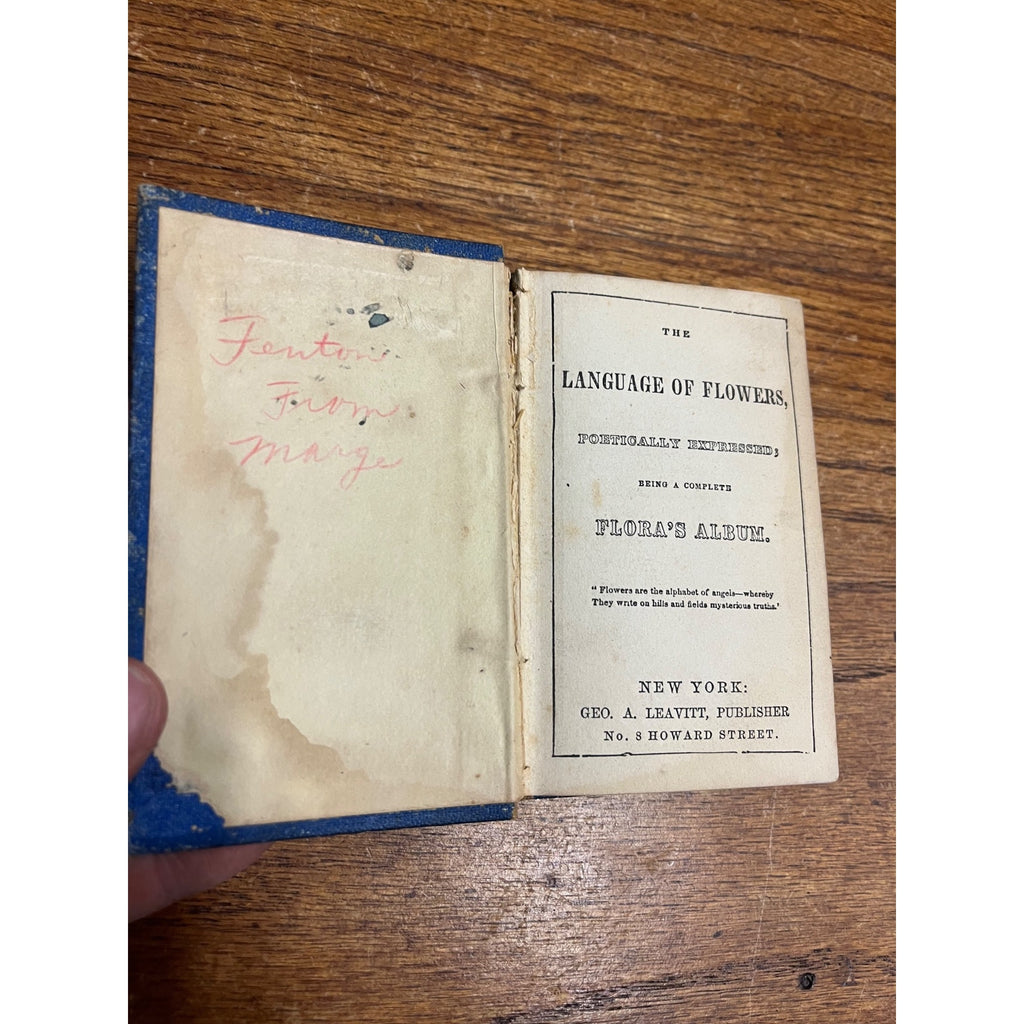 Fenton
From
Marge
THE
LANGUAGE OF FLOWERS,
POETICALLY EXPRESSED;
BEING A COMPLETE
FLORA'S ALBUM.
"Flowers are the alphabet of angels—whereby
They write on hills and fields mysterious truths.'
NEW YORK:
GEO. A. LEAVITT, PUBLISHER
No. 8 HOWARD STREET.